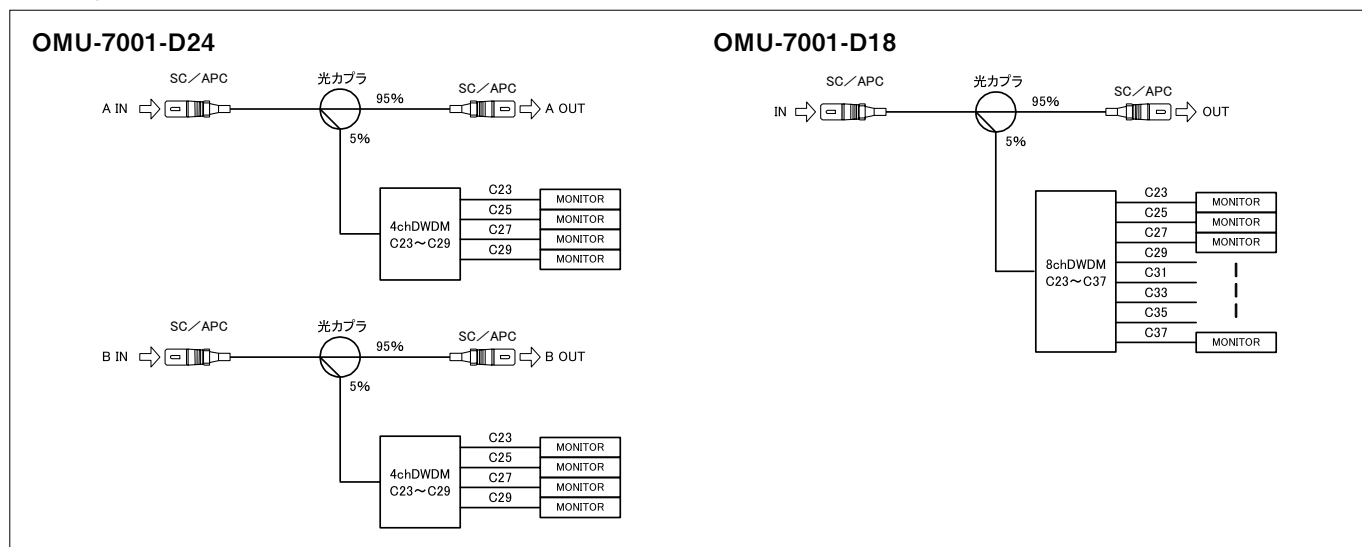 OMU-7001-D24
SC／APC
光カプラ
SC／APC
A IN
95%
A OUT
5%
4chDWDM
C23～C29
C23
MONITOR
C25
MONITOR
C27
MONITOR
C29
MONITOR
SC／APC
光カプラ
SC／APC
B IN
95%
B OUT
5%
4chDWDM
C23～C29
C23
MONITOR
C25
MONITOR
C27
MONITOR
C29
MONITOR
OMU-7001-D18
SC／APC
光カプラ
SC／APC
IN
95%
OUT
5%
8chDWDM
C23～C37
C23
MONITOR
C25
MONITOR
C27
MONITOR
C29
C31
C33
C35
C37
MONITOR